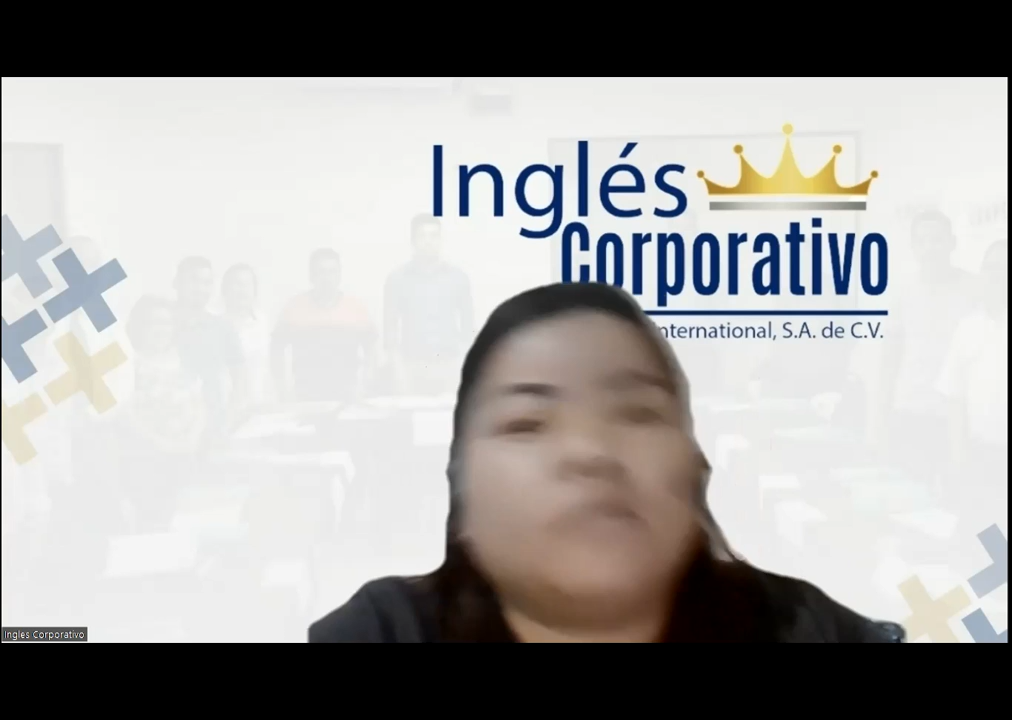 Inglés
Corporativo
International, S.A. de C.V.
Ingles Corporativo